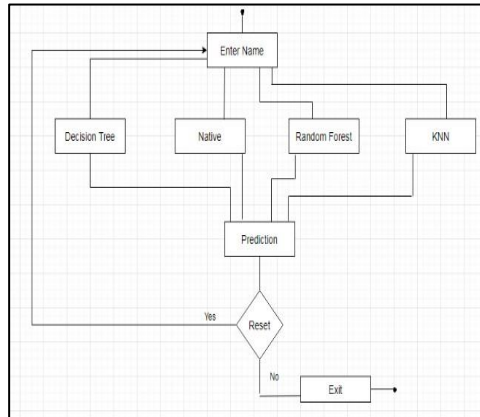 Enter Name
Decision Tree
Native
Random Forest
KNN
Prediction
Reset
Yes
No
Exit